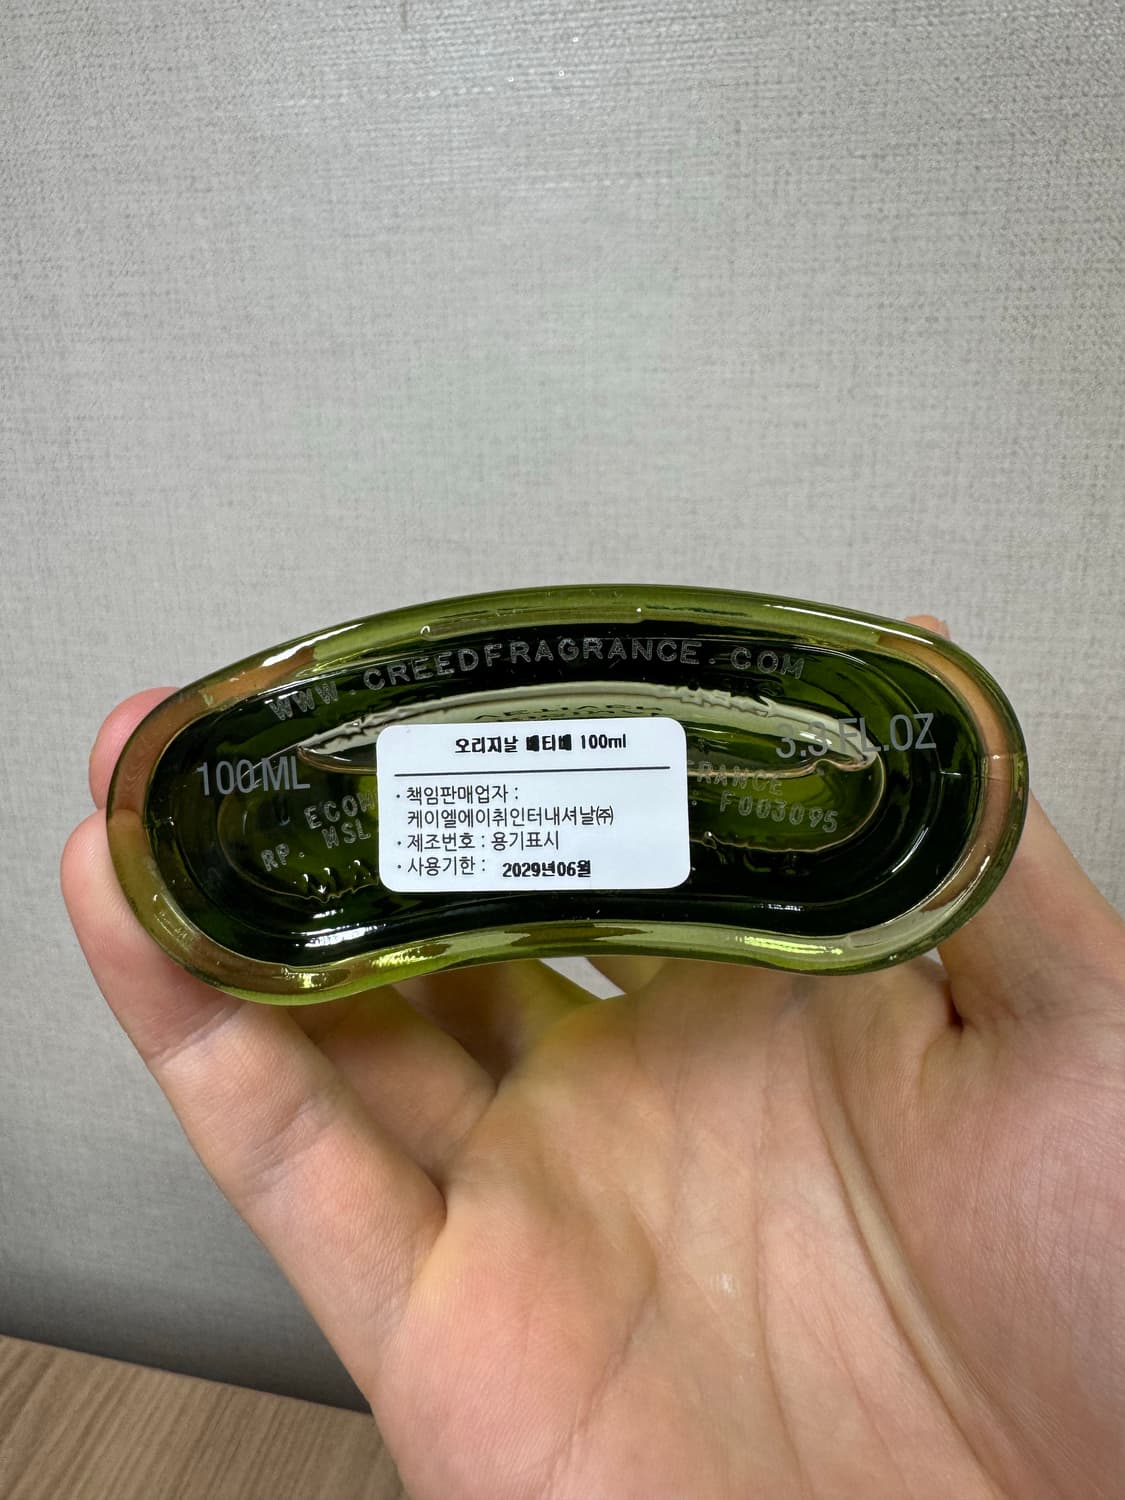 WWW.CREEDFRAGRANCE.COM
100ML
3.3 FL.OZ
F003095
오리지날 베티베 100ml
· 책임판매업자 :
케이엘에이취인터내셔날㈜
· 제조번호 : 용기표시
· 사용기한 : 2029년06월